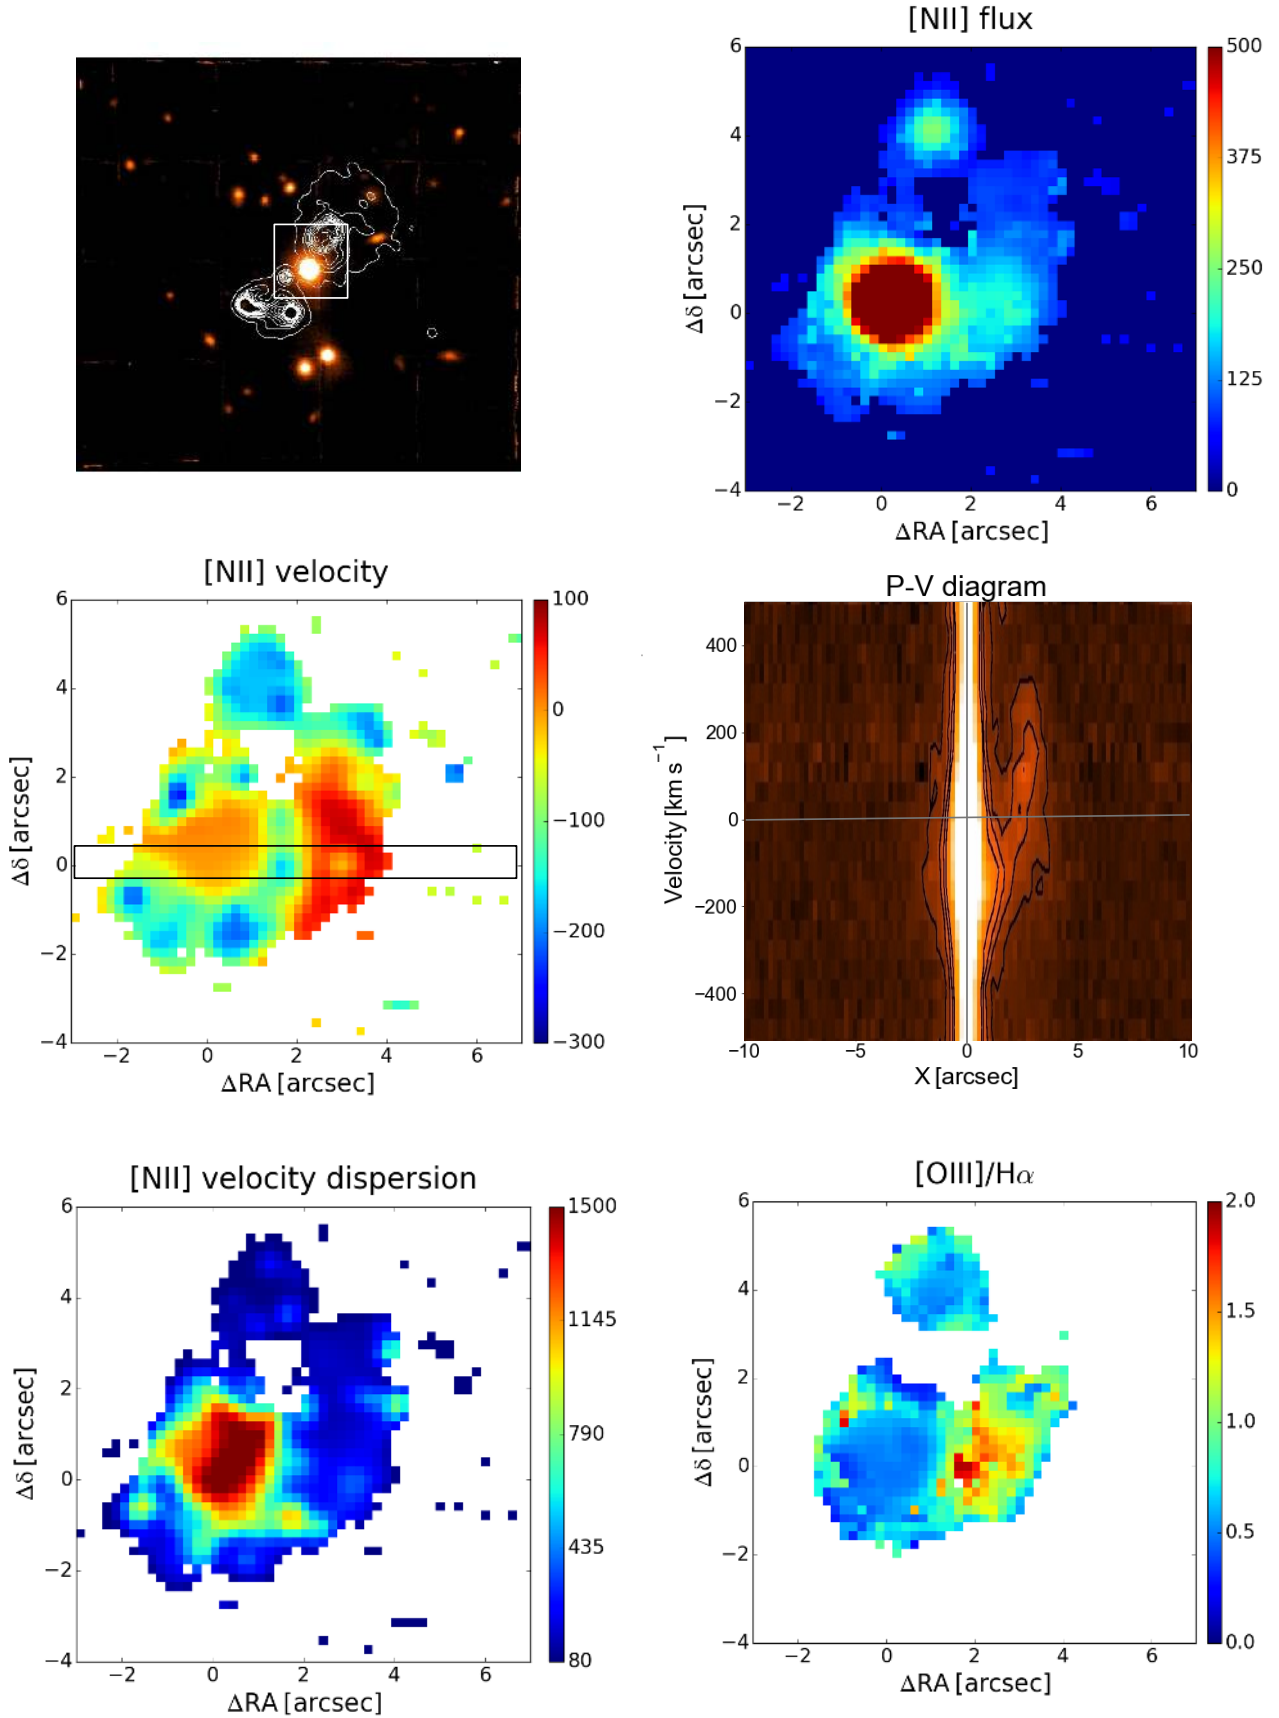 [NII] flux
6
4
2
0
−2
−4
Δδ [arcsec]
−2 0 2 4 6
ΔRA [arcsec]
500
375
250
125
0
[NII] velocity
6
4
2
0
−2
−4
Δδ [arcsec]
−2 0 2 4 6
ΔRA [arcsec]
100
0
−100
−200
−300
P-V diagram
400
200
0
−200
−400
Velocity [km s−1]
−10 −5 0 5 10
X [arcsec]
[NII] velocity dispersion
6
4
2
0
−2
−4
Δδ [arcsec]
−2 0 2 4 6
ΔRA [arcsec]
1500
1145
790
435
80
[OIII]/Hα
6
4
2
0
−2
−4
Δδ [arcsec]
−2 0 2 4 6
ΔRA [arcsec]
2.0
1.5
1.0
0.5
0.0